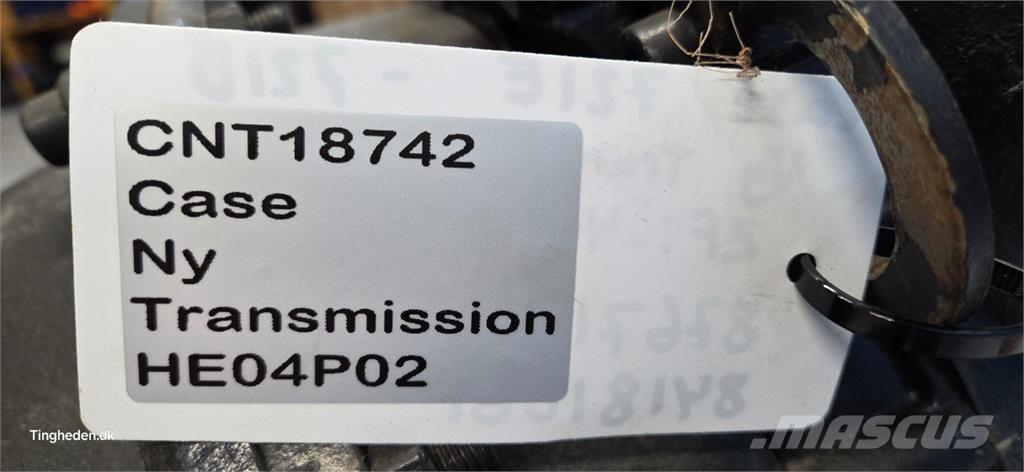 CNT18742
Case
Ny
Transmission
HE04P02
Tingheden.dk
MASCUS